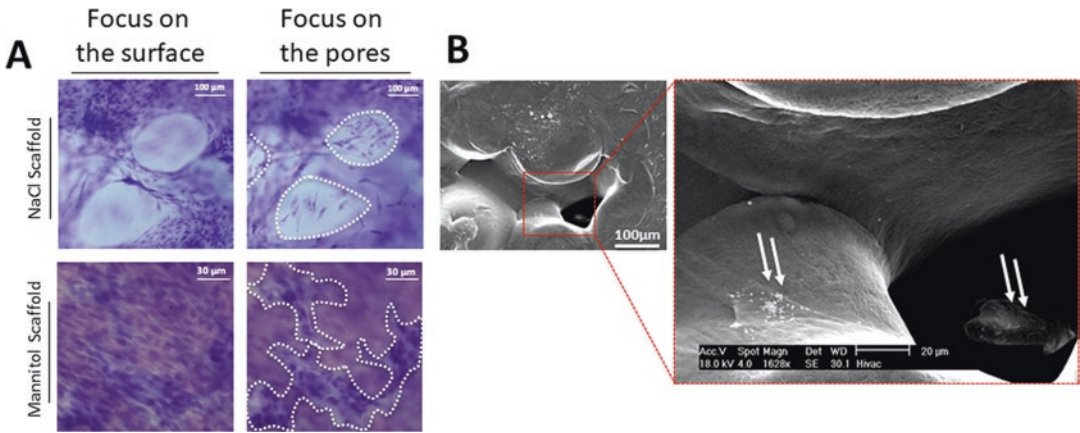 A
Focus on
the surface
Focus on
the pores
B
NaCl Scaffold
100 µm
100 µm
Mannitol Scaffold
30 µm
30 µm
100µm
Acc.V Spot Magn Det WD 20 µm
18.0 kV 4.0 1628x SE 30.1 Hivac